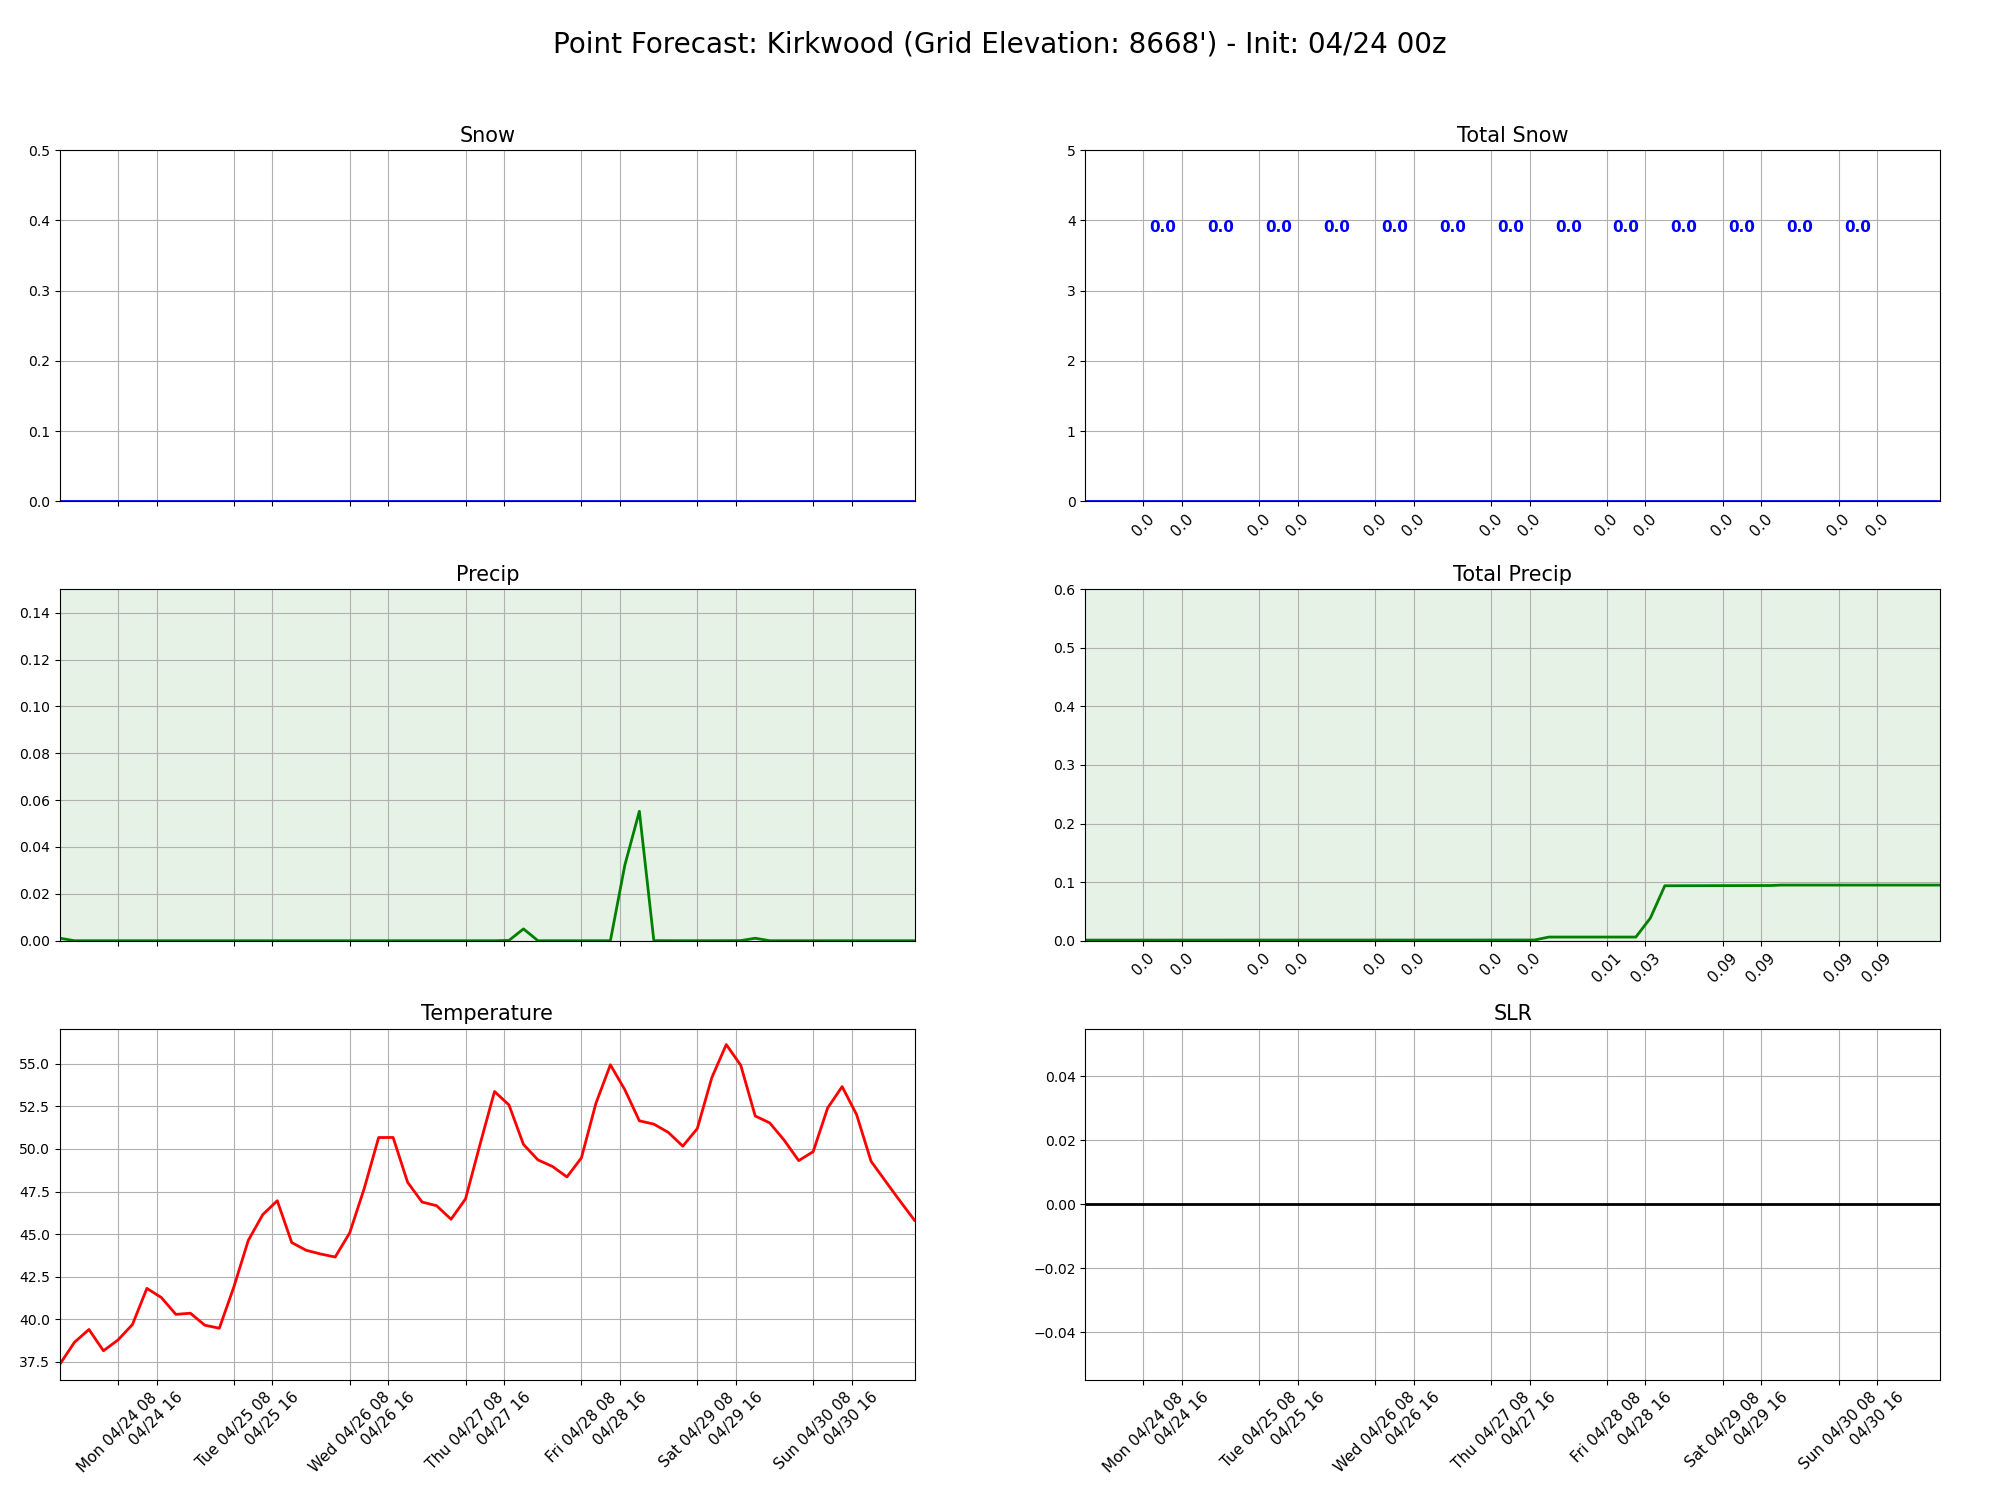 Point Forecast: Kirkwood (Grid Elevation: 8668') - Init: 04/24 00z
Snow
0.5
0.4
0.3
0.2
0.1
0.0
Total Snow
5
4
3
2
1
0
0.0 0.0 0.0 0.0 0.0 0.0 0.0 0.0 0.0 0.0 0.0 0.0 0.0
0.0 0.0 0.0 0.0 0.0 0.0 0.0 0.0 0.0 0.0 0.0 0.0 0.0 0.0
Precip
0.14
0.12
0.10
0.08
0.06
0.04
0.02
0.00
Total Precip
0.6
0.5
0.4
0.3
0.2
0.1
0.0
0.0 0.0 0.0 0.0 0.0 0.0 0.0 0.0 0.01 0.03 0.09 0.09 0.09 0.09
Temperature
55.0
52.5
50.0
47.5
45.0
42.5
40.0
37.5
Mon 04/24 08
04/24 16
Tue 04/25 08
04/25 16
Wed 04/26 08
04/26 16
Thu 04/27 08
04/27 16
Fri 04/28 08
04/28 16
Sat 04/29 08
04/29 16
Sun 04/30 08
04/30 16
SLR
0.04
0.02
0.00
−0.02
−0.04
Mon 04/24 08
04/24 16
Tue 04/25 08
04/25 16
Wed 04/26 08
04/26 16
Thu 04/27 08
04/27 16
Fri 04/28 08
04/28 16
Sat 04/29 08
04/29 16
Sun 04/30 08
04/30 16